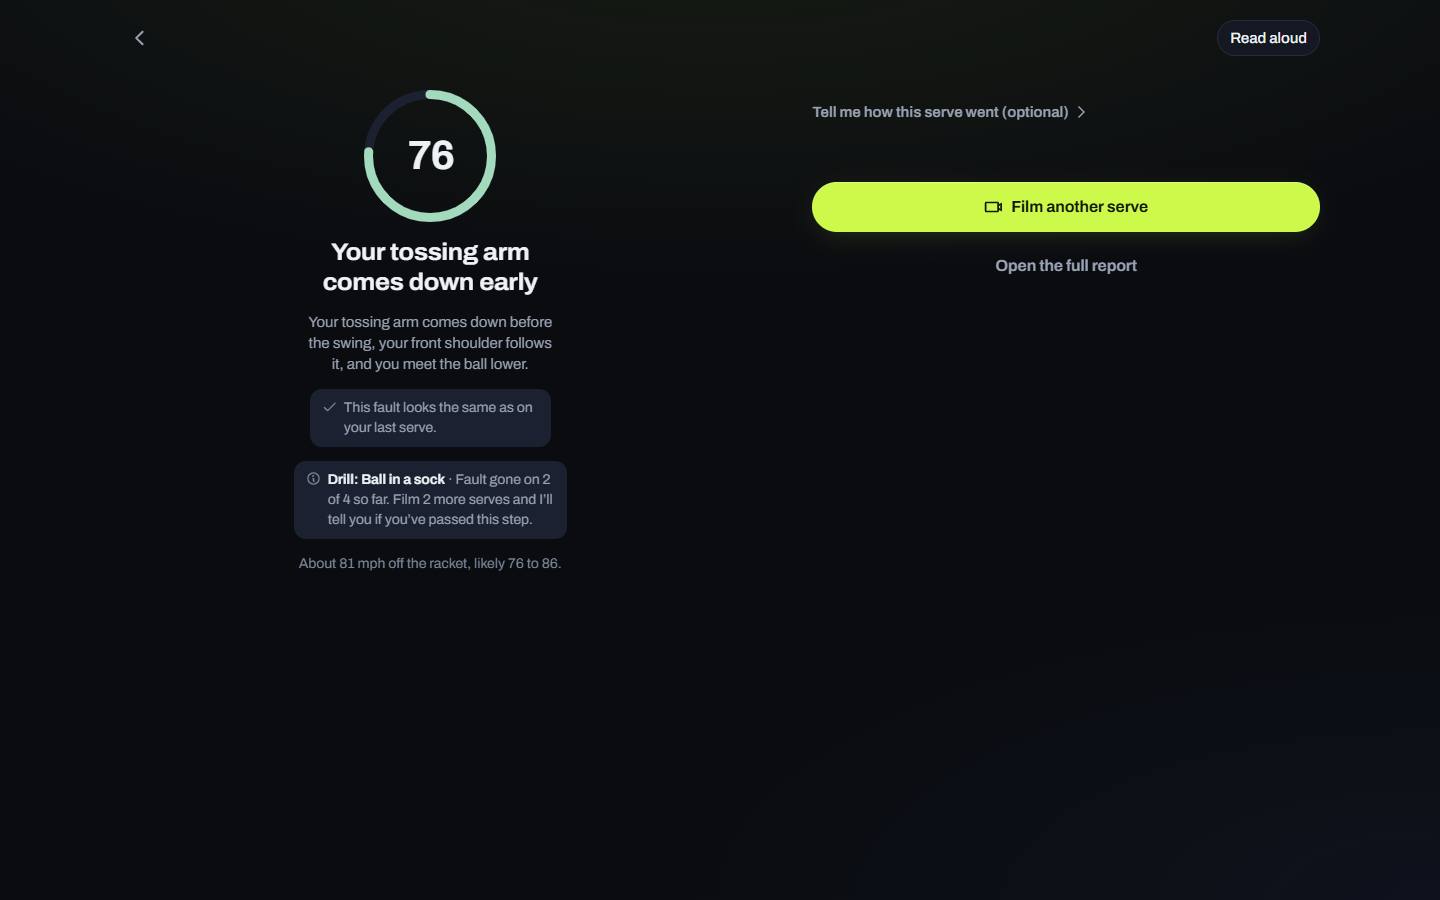 Read aloud
76
Your tossing arm
comes down early
Your tossing arm comes down before
the swing, your front shoulder follows
it, and you meet the ball lower.
This fault looks the same as on
your last serve.
Drill: Ball in a sock · Fault gone on 2
of 4 so far. Film 2 more serves and I’ll
tell you if you’ve passed this step.
About 81 mph off the racket, likely 76 to 86.
Tell me how this serve went (optional)
Film another serve
Open the full report